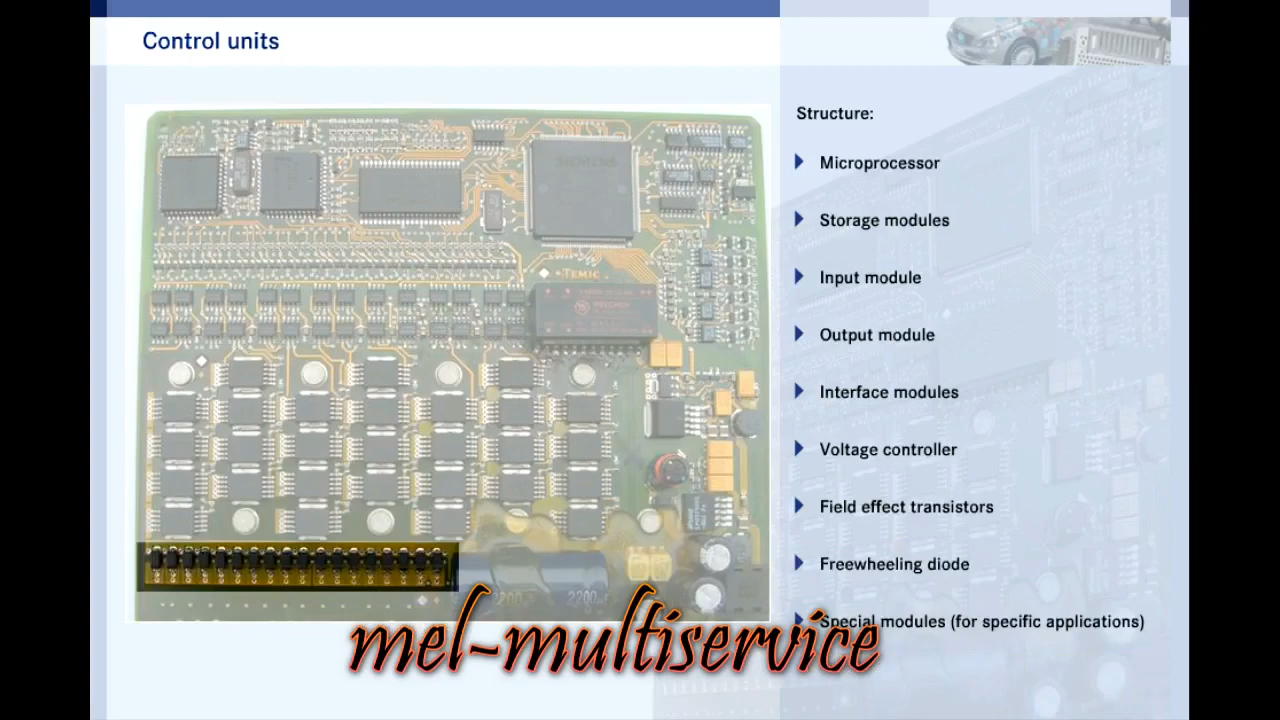 Control units
Structure:
Microprocessor
Storage modules
Input module
Output module
Interface modules
Voltage controller
Field effect transistors
Freewheeling diode
Special modules (for specific applications)
SIEMENS
TEMIC
2200
2200
mel-multiservice